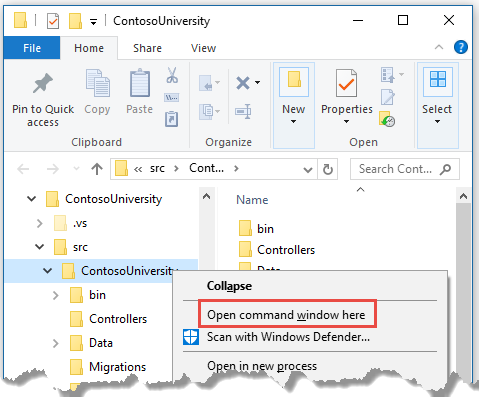 ContosoUniversity
File Home Share View
Pin to Quick access
Copy
Paste
Clipboard
Organize
New
Properties
Open
Select
src Cont...
Search Cont...
ContosoUniversity
.vs
src
ContosoUniversity
bin
Controllers
Data
Migrations
Name
bin
Controllers
Data
Collapse
Open command window here
Scan with Windows Defender...
Open in new process